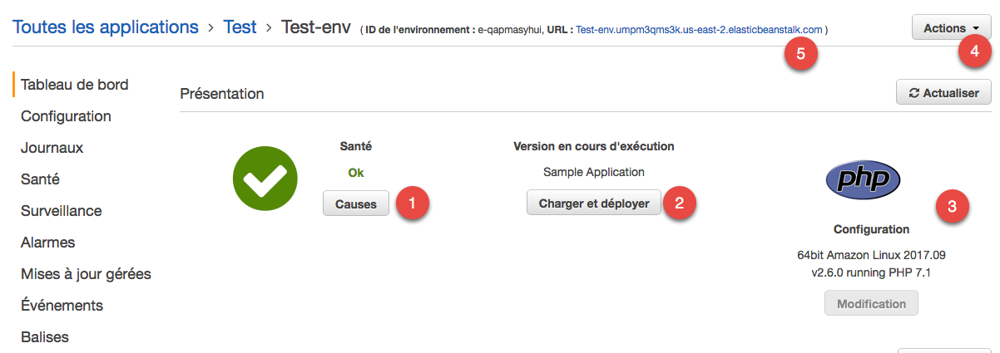 Toutes les applications > Test > Test-env ( ID de l'environnement : e-qapmasyhui, URL : Test-env.umpm3qms3k.us-east-2.elasticbeanstalk.com )
Actions
5
4
Tableau de bord
Configuration
Journaux
Santé
Surveillance
Alarmes
Mises à jour gérées
Événements
Balises
Présentation
Actualiser
Santé
Ok
Causes
1
Version en cours d'exécution
Sample Application
Charger et déployer
2
php
3
Configuration
64bit Amazon Linux 2017.09
v2.6.0 running PHP 7.1
Modification